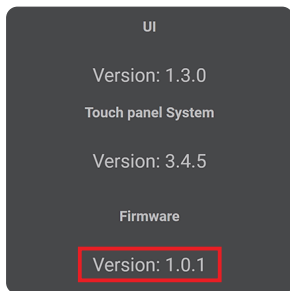 UI
Version: 1.3.0
Touch panel System
Version: 3.4.5
Firmware
Version: 1.0.1